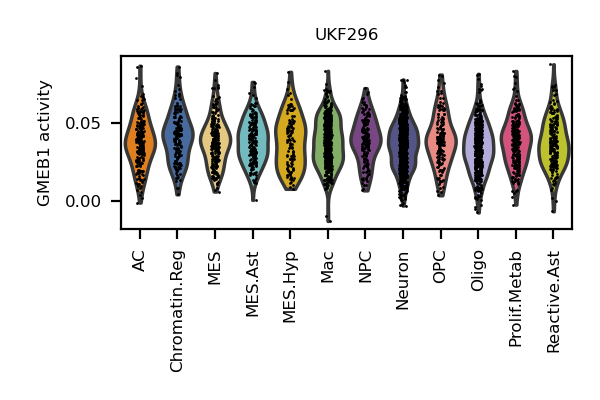 UKF296
GMEB1 activity
0.05
0.00
AC
Chromatin.Reg
MES
MES.Ast
MES.Hyp
Mac
NPC
Neuron
OPC
Oligo
Prolif.Metab
Reactive.Ast